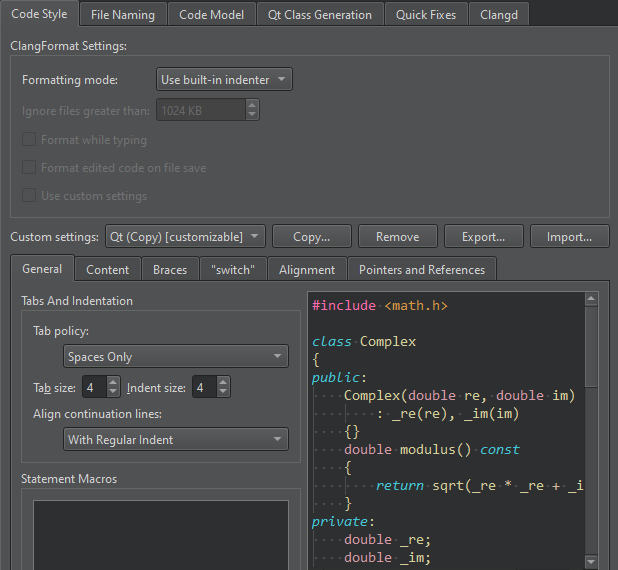 Code Style File Naming Code Model Qt Class Generation Quick Fixes Clangd
ClangFormat Settings:
Formatting mode: Use built-in indenter
Ignore files greater than: 1024 KB
Format while typing
Format edited code on file save
Use custom settings
Custom settings: Qt (Copy) [customizable] Copy... Remove Export... Import...
General Content Braces "switch" Alignment Pointers and References
Tabs And Indentation
Tab policy:
Spaces Only
Tab size: 4 Indent size: 4
Align continuation lines:
With Regular Indent
Statement Macros
#include <math.h>
class Complex
{
public:
Complex(double re, double im)
: _re(re), _im(im)
{}
double modulus() const
{
return sqrt(_re * _re + _i
}
private:
double _re;
double _im;